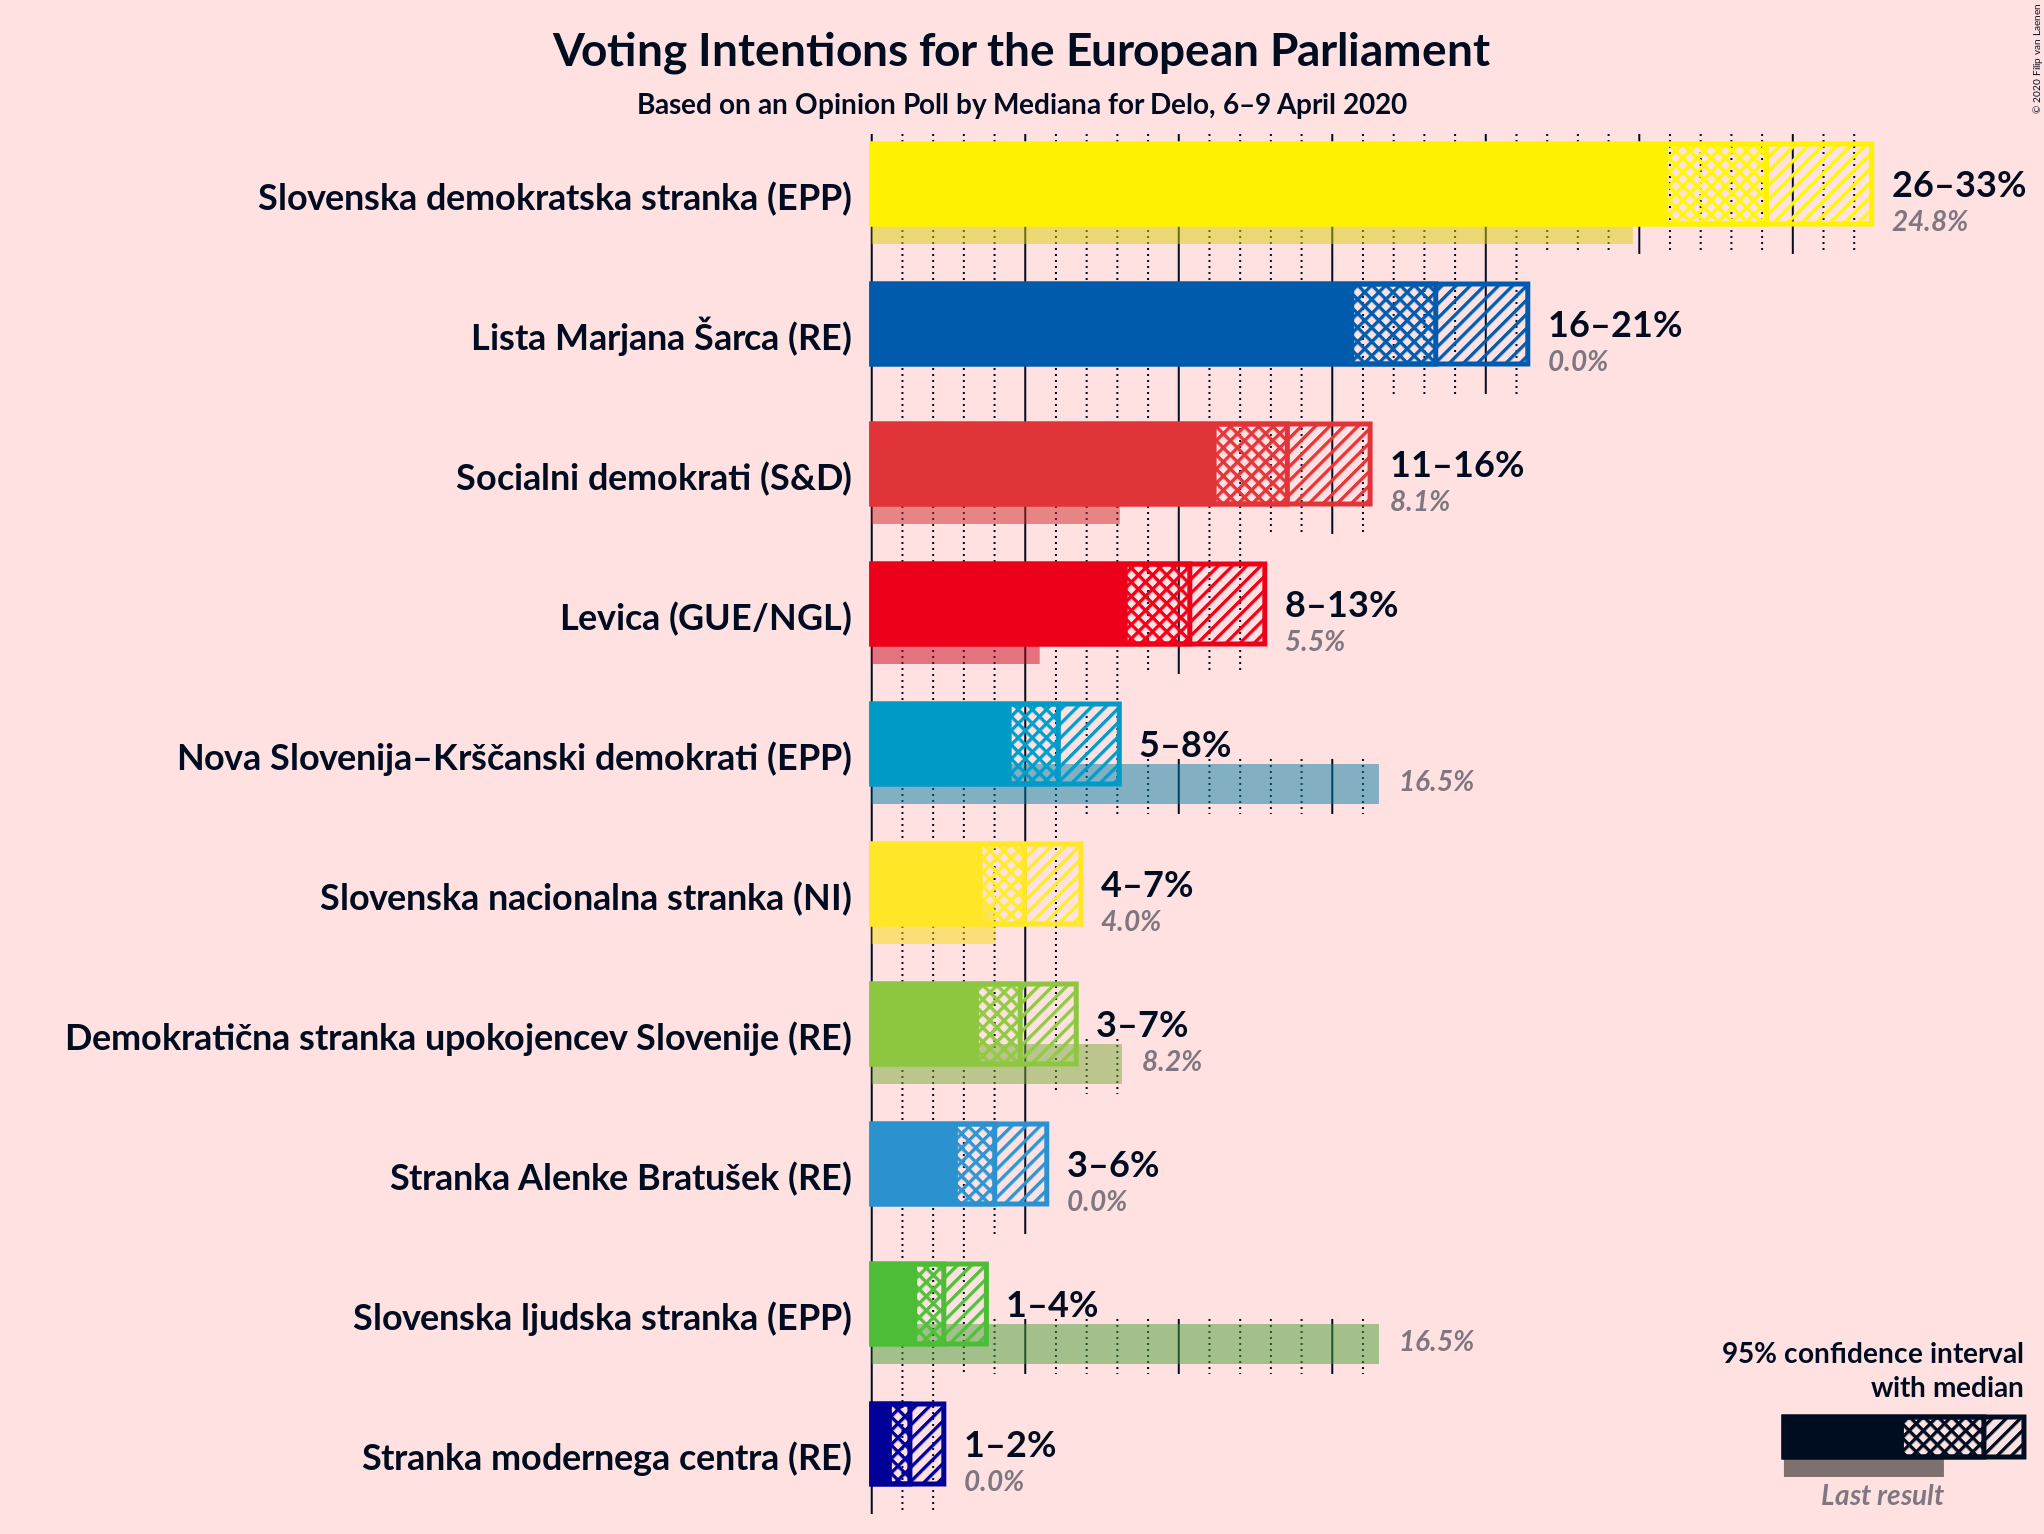 Voting Intentions for the European Parliament
Based on an Opinion Poll by Mediana for Delo, 6–9 April 2020
© 2020 Filip van Laenen
Slovenska demokratska stranka (EPP)
26–33%
24.8%
Lista Marjana Šarca (RE)
16–21%
0.0%
Socialni demokrati (S&D)
11–16%
8.1%
Levica (GUE/NGL)
8–13%
5.5%
Nova Slovenija–Krščanski demokrati (EPP)
5–8%
16.5%
Slovenska nacionalna stranka (NI)
4–7%
4.0%
Demokratična stranka upokojencev Slovenije (RE)
3–7%
8.2%
Stranka Alenke Bratušek (RE)
3–6%
0.0%
Slovenska ljudska stranka (EPP)
1–4%
16.5%
Stranka modernega centra (RE)
1–2%
0.0%
95% confidence interval
with median
Last result